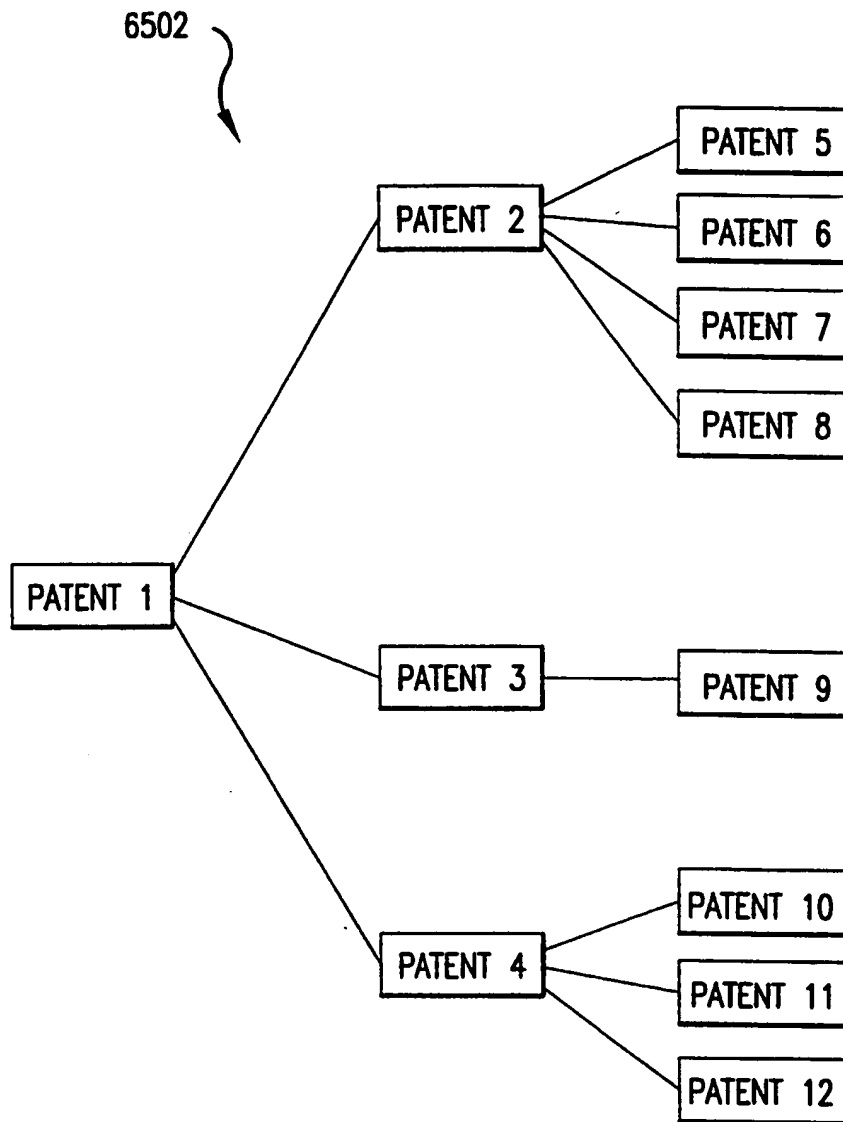 6502
PATENT 5
PATENT 2
PATENT 6
PATENT 7
PATENT 8
PATENT 1
PATENT 3
PATENT 9
PATENT 10
PATENT 4
PATENT 11
PATENT 12